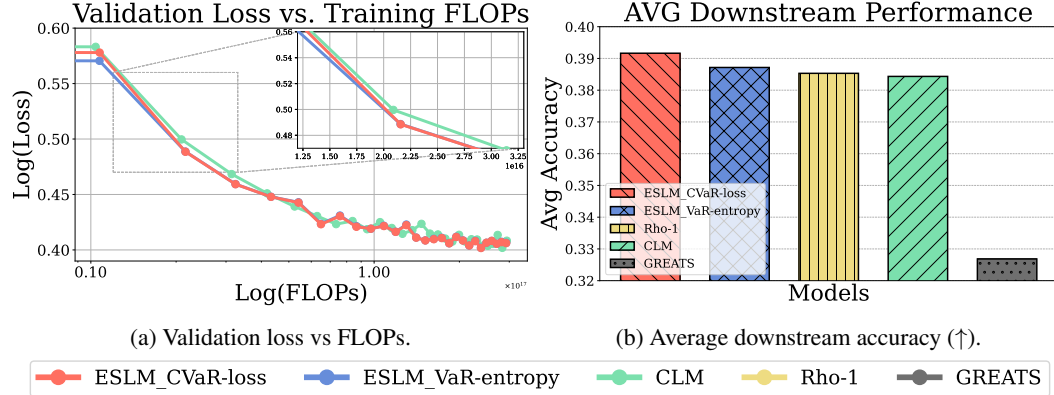 Validation Loss vs. Training FLOPs
Log(Loss)
0.60
0.55
0.50
0.45
0.40
0.56
0.54
0.52
0.50
0.48
1.25 1.50 1.75 2.00 2.25 2.50 2.75 3.00 3.25
1e16
0.10 1.00
×10¹⁷
Log(FLOPs)
(a) Validation loss vs FLOPs.
AVG Downstream Performance
Avg Accuracy
0.40
0.39
0.38
0.37
0.36
0.35
0.34
0.33
0.32
ESLM_CVaR-loss
ESLM_VaR-entropy
Rho-1
CLM
GREATS
Models
(b) Average downstream accuracy (↑).
ESLM_CVaR-loss ESLM_VaR-entropy CLM Rho-1 GREATS